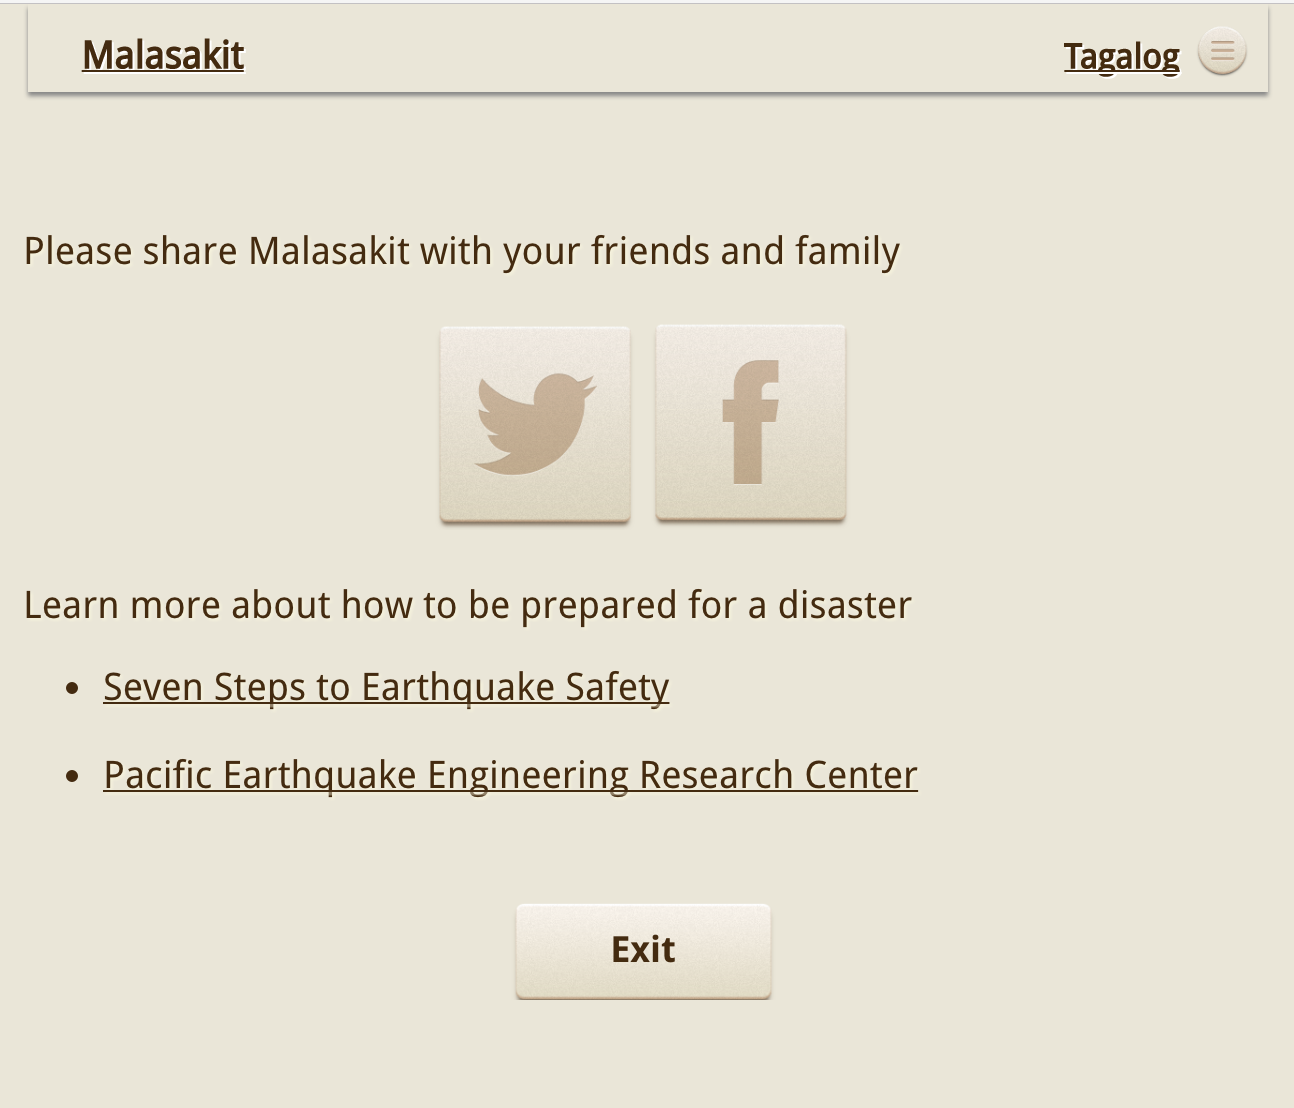 Malasakit Tagalog
Please share Malasakit with your friends and family
Learn more about how to be prepared for a disaster
Seven Steps to Earthquake Safety
Pacific Earthquake Engineering Research Center
Exit